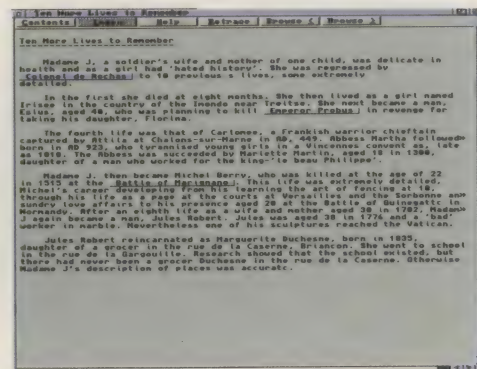 Ten More Lives to Remember
Contents Index Help Retrace Browse < Browse >
Ten More Lives to Remember
Madame J, a soldier's wife and mother of one child, was delicate in
health and as a girl had 'hated history'. She was regressed by
Colonel de Rochas to 10 previous s lives, some extremely
detailed.
In the first she died at eight months. She then lived as a girl named
Irisee in the country of the Imondo near Treitse. She next became a man,
Esius, aged 40, who was planning to kill Emperor Probus in revenge for
taking his daughter, Florina.
The fourth life was that of Carlomee, a Frankish warrior chieftain
captured by Attila at Chalons-sur-Marne in AD, 449. Abbess Martha followed»
born in AD 923, who tyrannised young girls in a Vincennes convent as, late
as 1010. The Abbess was succeeded by Mariette Martin, aged 18 in 1300,
daughter of a man who worked for the king-'le beau Philippe'.
Madame J. then became Michel Berry, who was killed at the age of 22
in 1515 at the Battle of Marignano. This life was extremely detailed,
Michel's career developing from his learning the art of fencing at 10,
through his life as a page at the courts at Versailles and the Sorbonne an»
sundry love affairs to his presence aged 20 at the Battle of Guinegatte in
Normandy. After an eighth life as a wife and mother aged 30 in 1702, Madam»
J again became a man, Jules Robert. Jules was aged 38 in 1776 and a 'bad'
worker in marble. Nevertheless one of his sculptures reached the Vatican.
Jules Robert reincarnated as Marguerite Duchesne, born in 1835,
daughter of a grocer in the rue de la Caserne, Briancon. She went to school
in the rue de la Gargouille. Research showed that the school existed, but
there had never been a grocer Duchesne in the rue de la Caserne. Otherwise
Madame J's description of places was accurate.